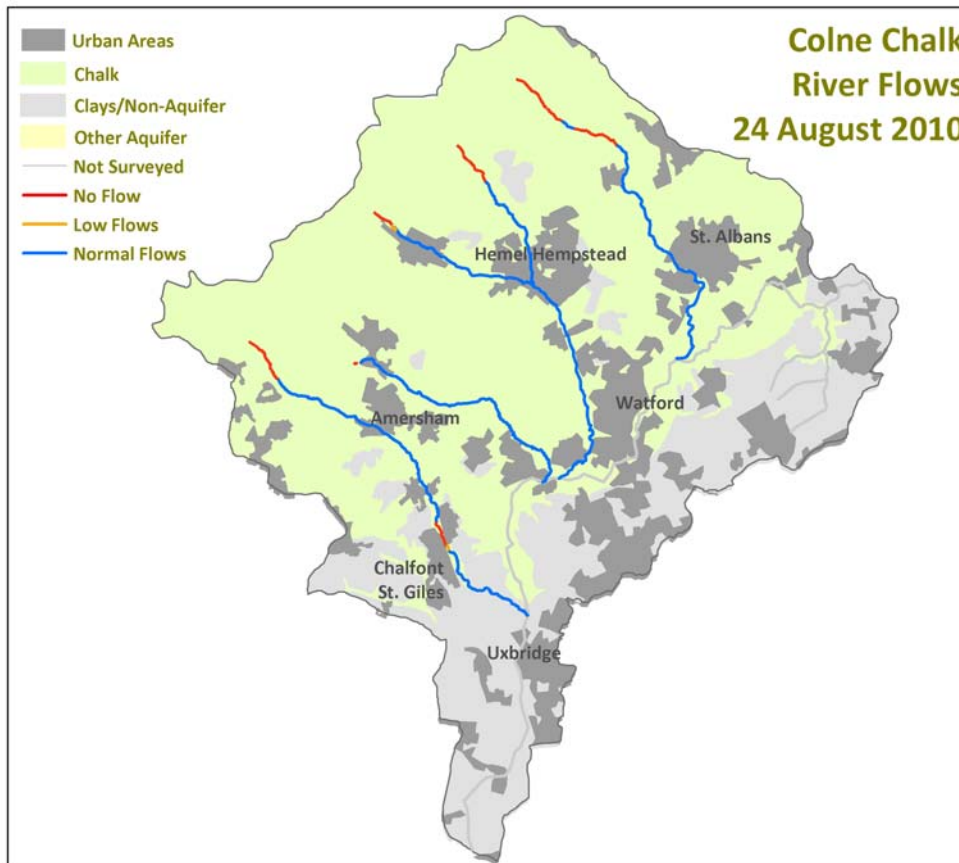 Urban Areas
Chalk
Clays/Non-Aquifer
Other Aquifer
Not Surveyed
No Flow
Low Flows
Normal Flows
Colne Chalk
River Flows
24 August 2010
St. Albans
Hemel Hempstead
Watford
Amersham
Chalfont
St. Giles
Uxbridge